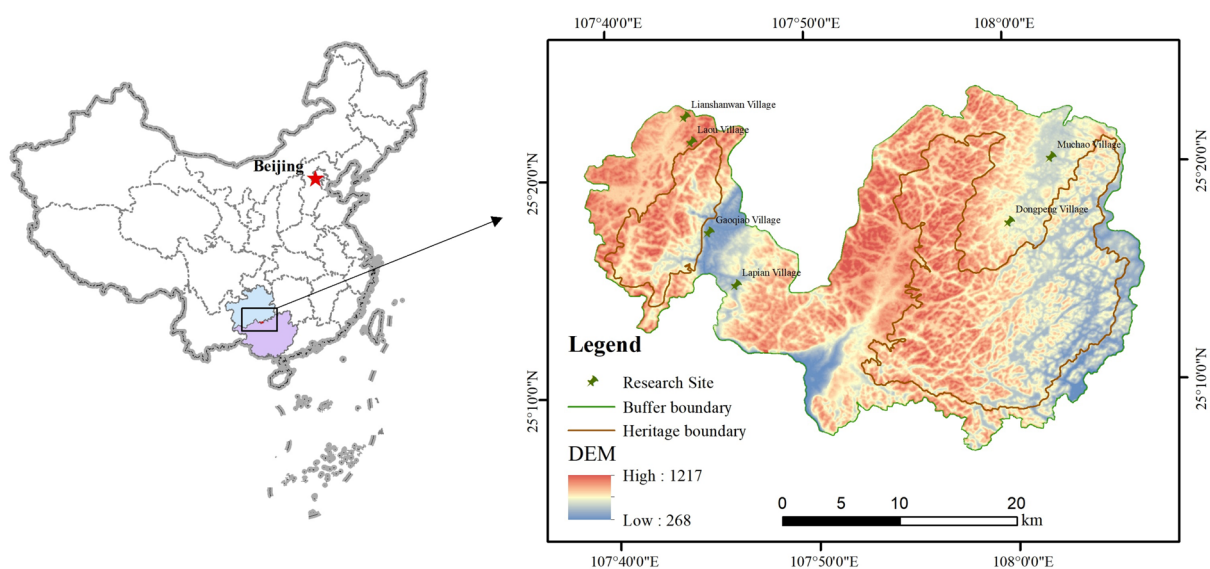 107°40'0"E
107°50'0"E
108°0'0"E
Lianshanwan Village
Laou Village
Muchao Village
Beijing
25°20'0"N
25°20'0"N
Dongpeng Village
Gaoqiao Village
Lapian Village
Legend
Research Site
Buffer boundary
Heritage boundary
25°10'0"N
25°10'0"N
DEM
High : 1217
Low : 268
0 5 10 20
km
107°40'0"E
107°50'0"E
108°0'0"E